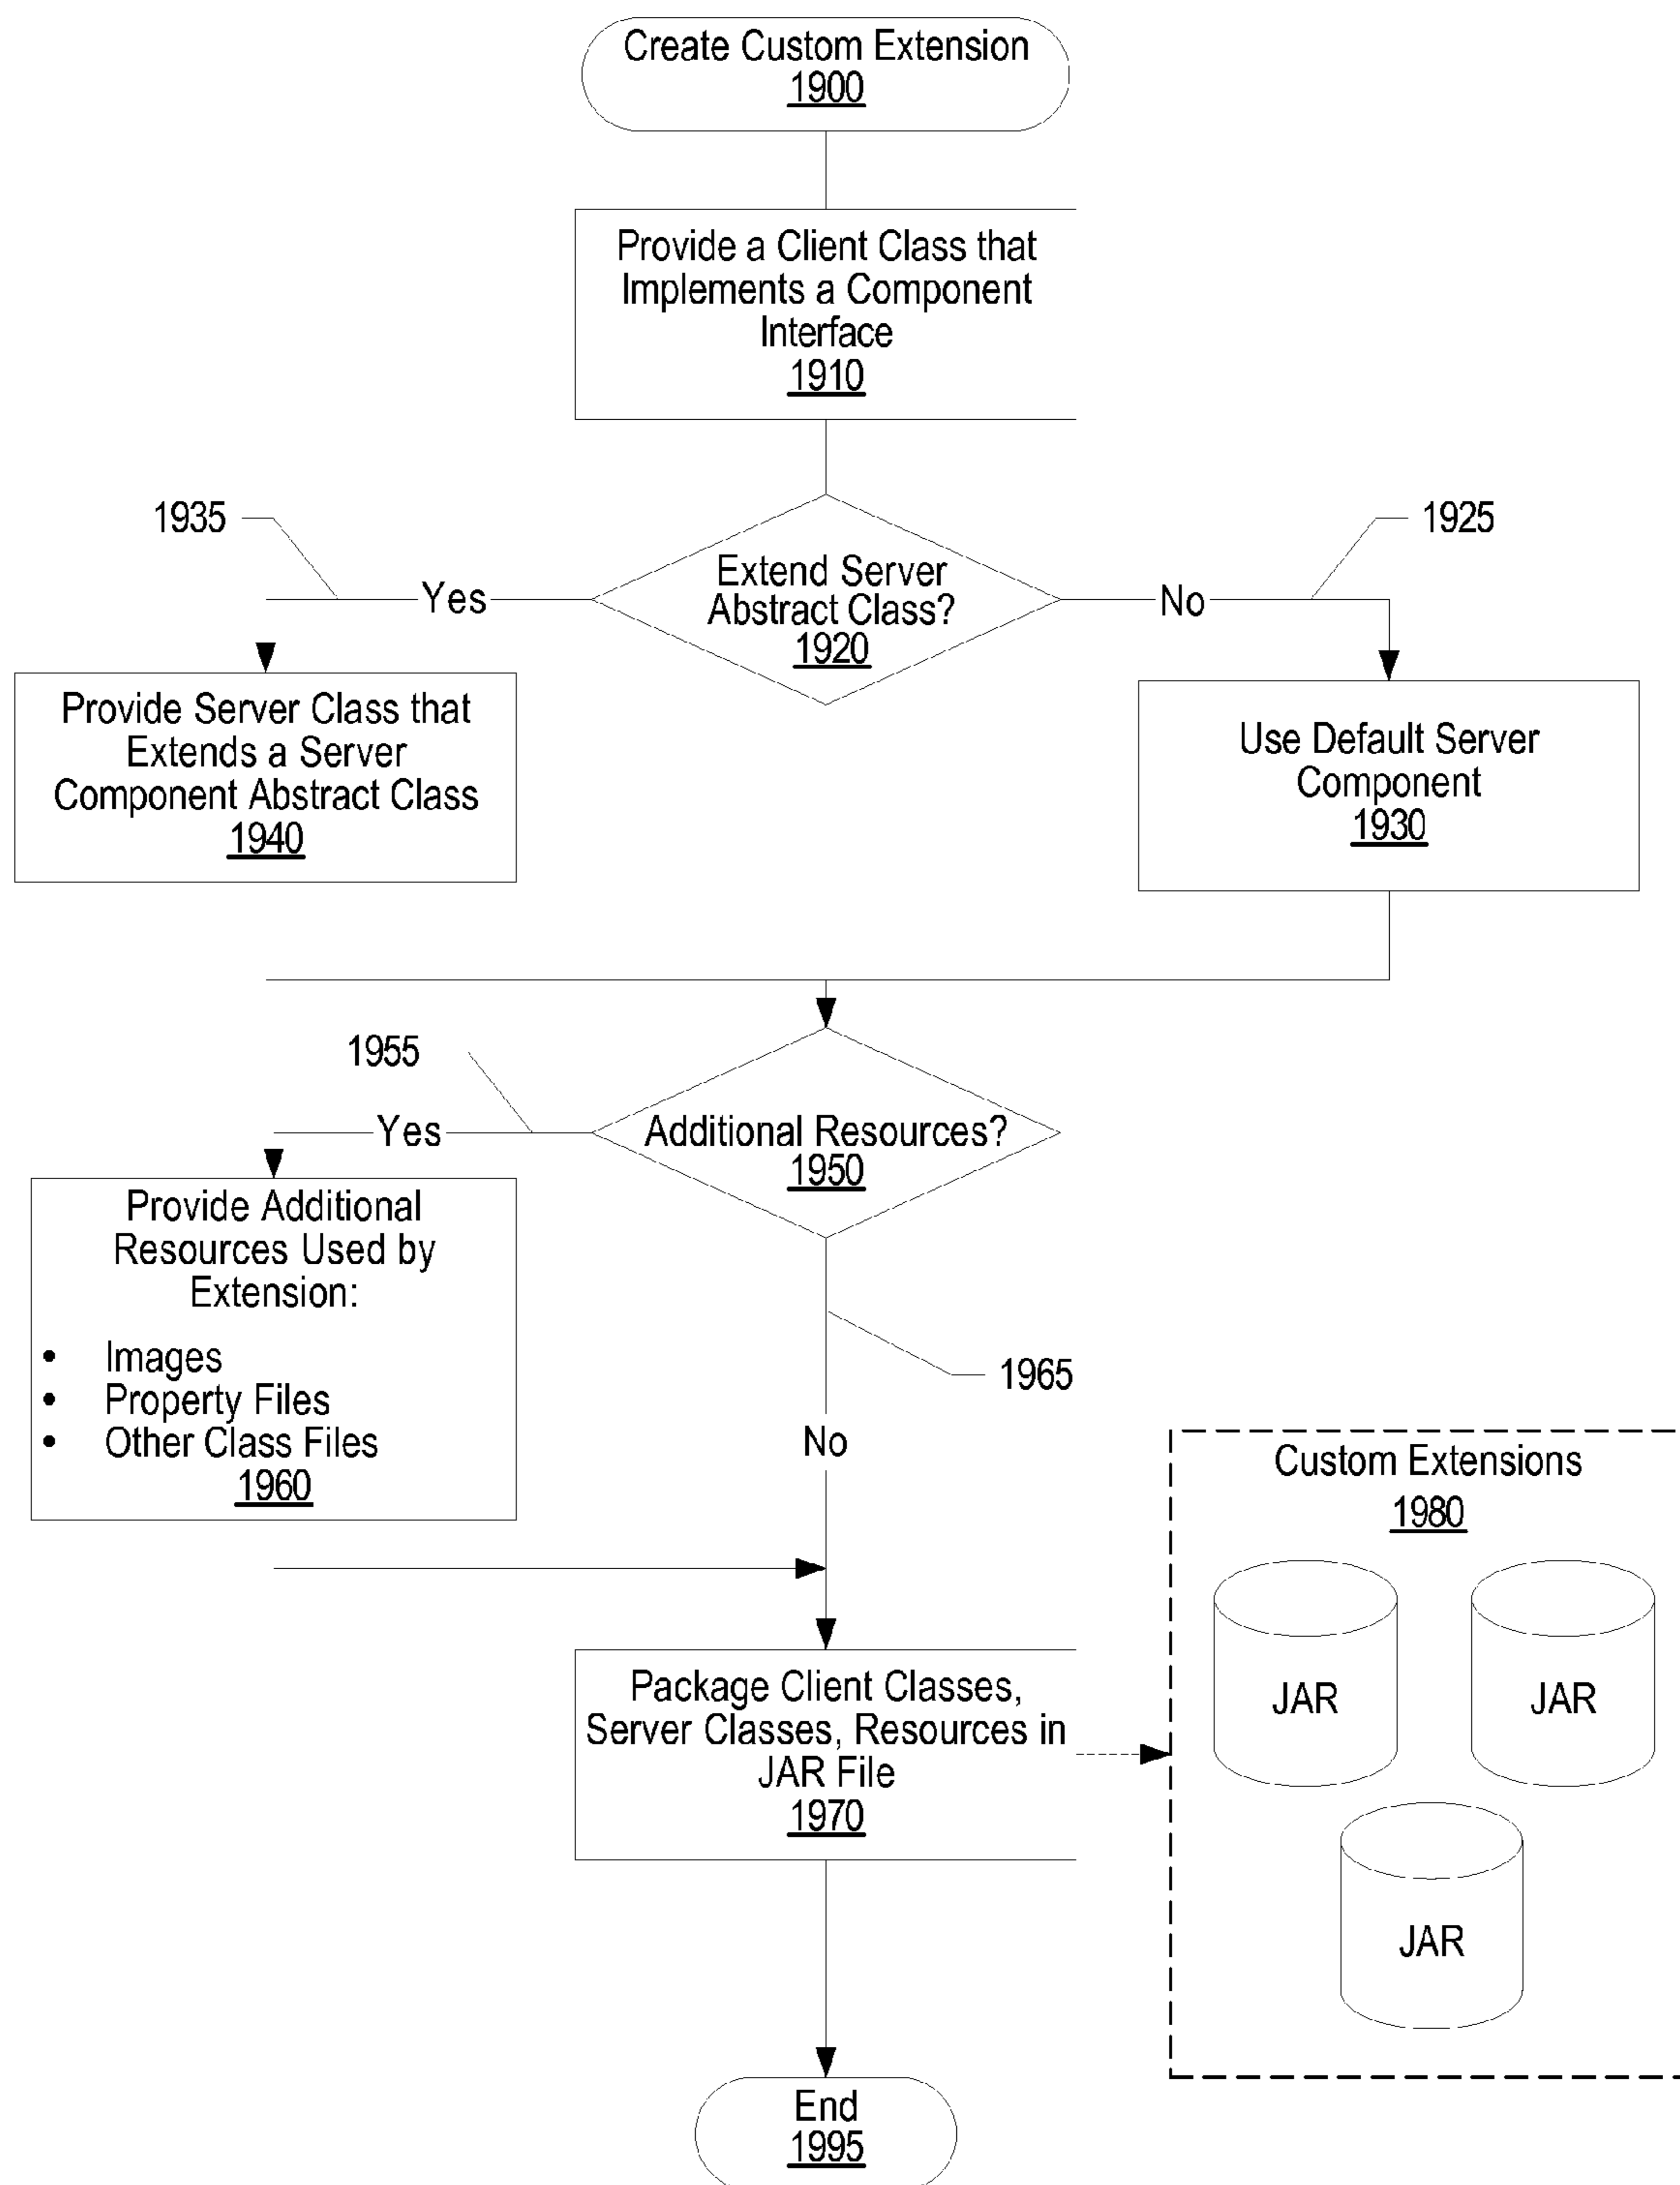 Create Custom Extension
1900
Provide a Client Class that
Implements a Component
Interface
1910
1935
1925
Extend Server
Abstract Class?
1920
Yes
No
Provide Server Class that
Extends a Server
Component Abstract Class
1940
Use Default Server
Component
1930
1955
Yes
Additional Resources?
1950
Provide Additional
Resources Used by
Extension:
• Images
• Property Files
• Other Class Files
1960
1965
No
Custom Extensions
1980
JAR
JAR
JAR
Package Client Classes,
Server Classes, Resources in
JAR File
1970
End
1995